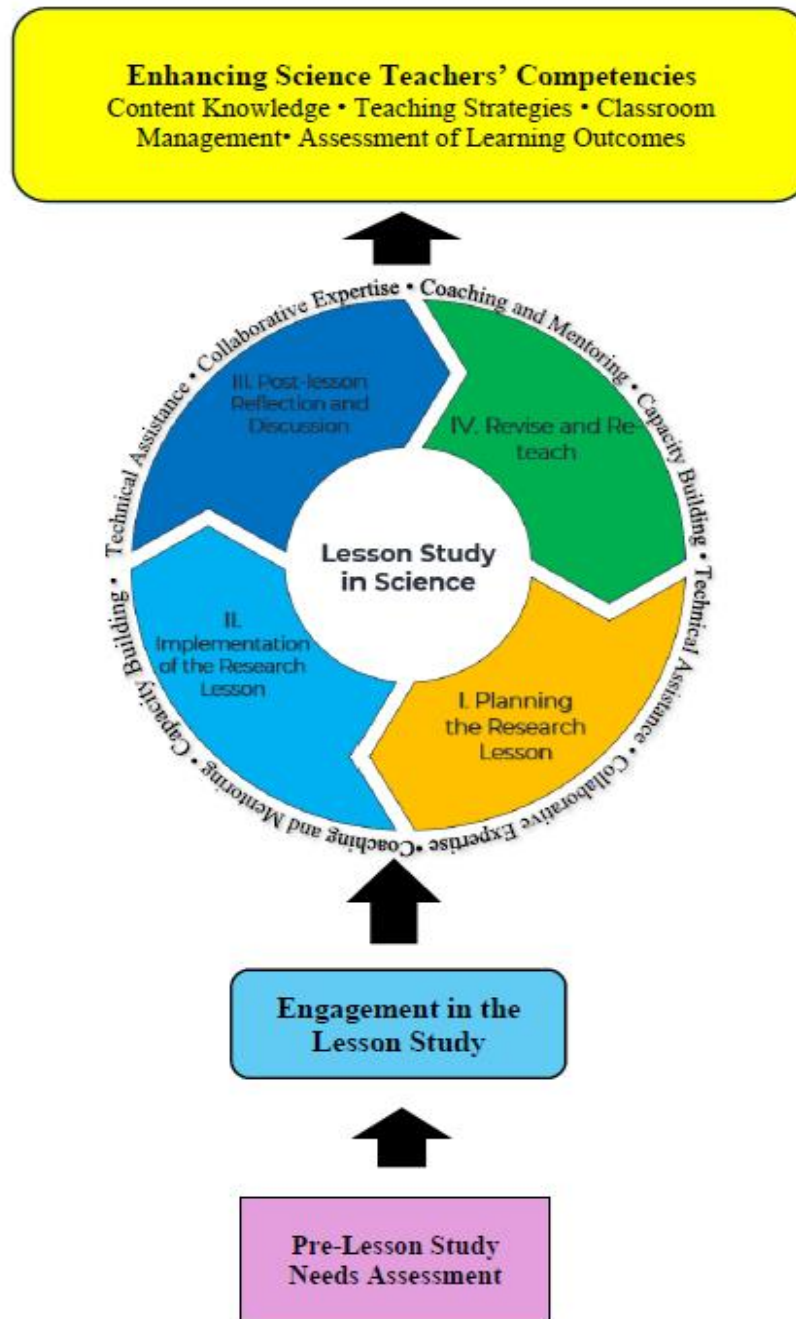 Enhancing Science Teachers’ Competencies
Content Knowledge • Teaching Strategies • Classroom
Management• Assessment of Learning Outcomes
Technical Assistance • Collaborative Expertise • Coaching and Mentoring • Capacity Building • Technical Assistance • Collaborative Expertise •Coaching and Mentoring • Capacity Building •
III. Post-lesson
Reflection and
Discussion
IV. Revise and Re-
teach
Lesson Study
in Science
II.
Implementation
of the Research
Lesson
I. Planning
the Research
Lesson
Engagement in the
Lesson Study
Pre-Lesson Study
Needs Assessment